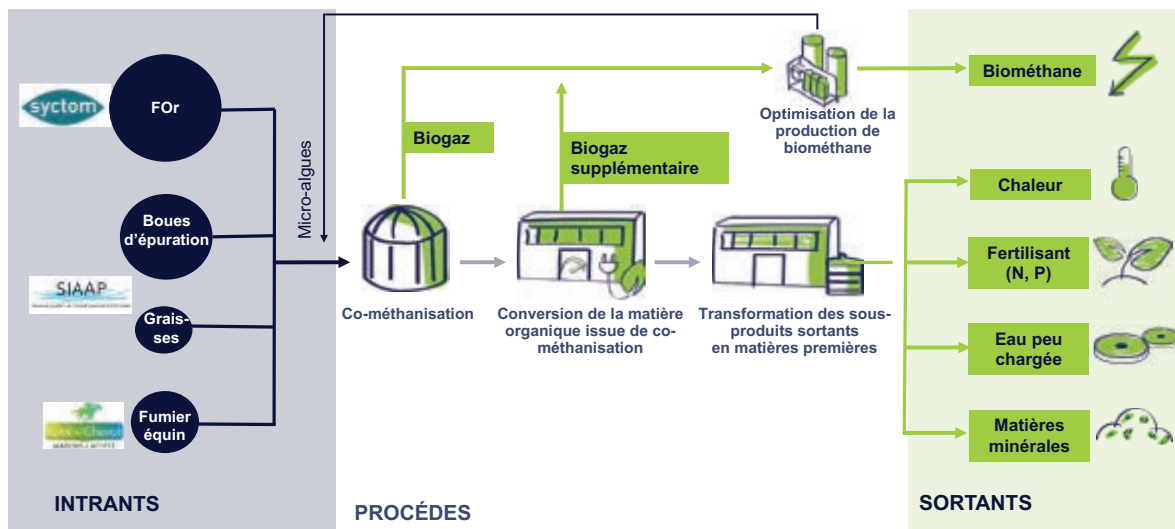 syctom
FOr
Boues
d'épuration
SIAAP
Grais-
ses
Fumier
équin
INTRANTS
Micro-algues
Biogaz
Biogaz
supplémentaire
Optimisation de la
production de
biométhane
Co-méthanisation
Conversion de la matière
organique issue de co-
méthanisation
Transformation des sous-
produits sortants
en matières premières
PROCÉDES
Biométhane
Chaleur
Fertilisant
(N, P)
Eau peu
chargée
Matières
minérales
SORTANTS